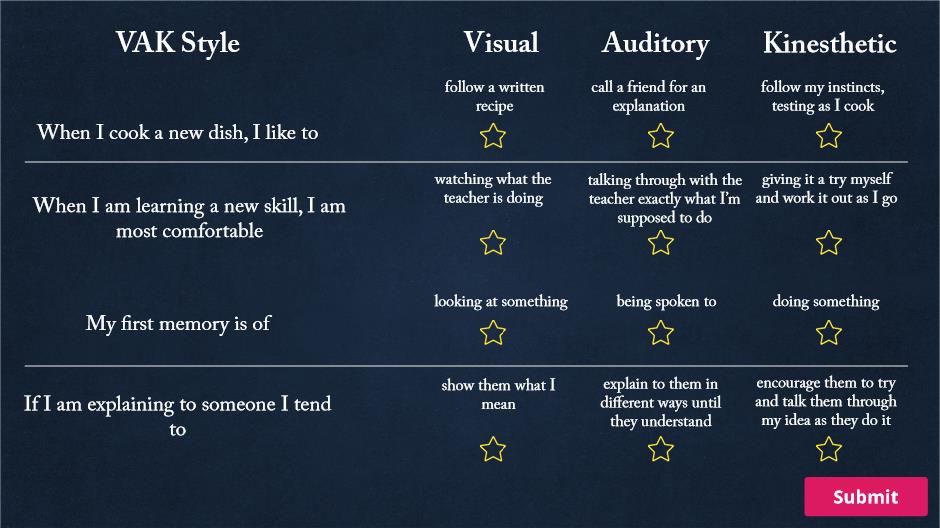 VAK Style Visual Auditory Kinesthetic
follow a written
recipe
call a friend for an
explanation
follow my instincts,
testing as I cook
When I cook a new dish, I like to
watching what the
teacher is doing
talking through with the
teacher exactly what I'm
supposed to do
giving it a try myself
and work it out as I go
When I am learning a new skill, I am
most comfortable
looking at something
being spoken to
doing something
My first memory is of
show them what I
mean
explain to them in
different ways until
they understand
encourage them to try
and talk them through
my idea as they do it
If I am explaining to someone I tend
to
Submit